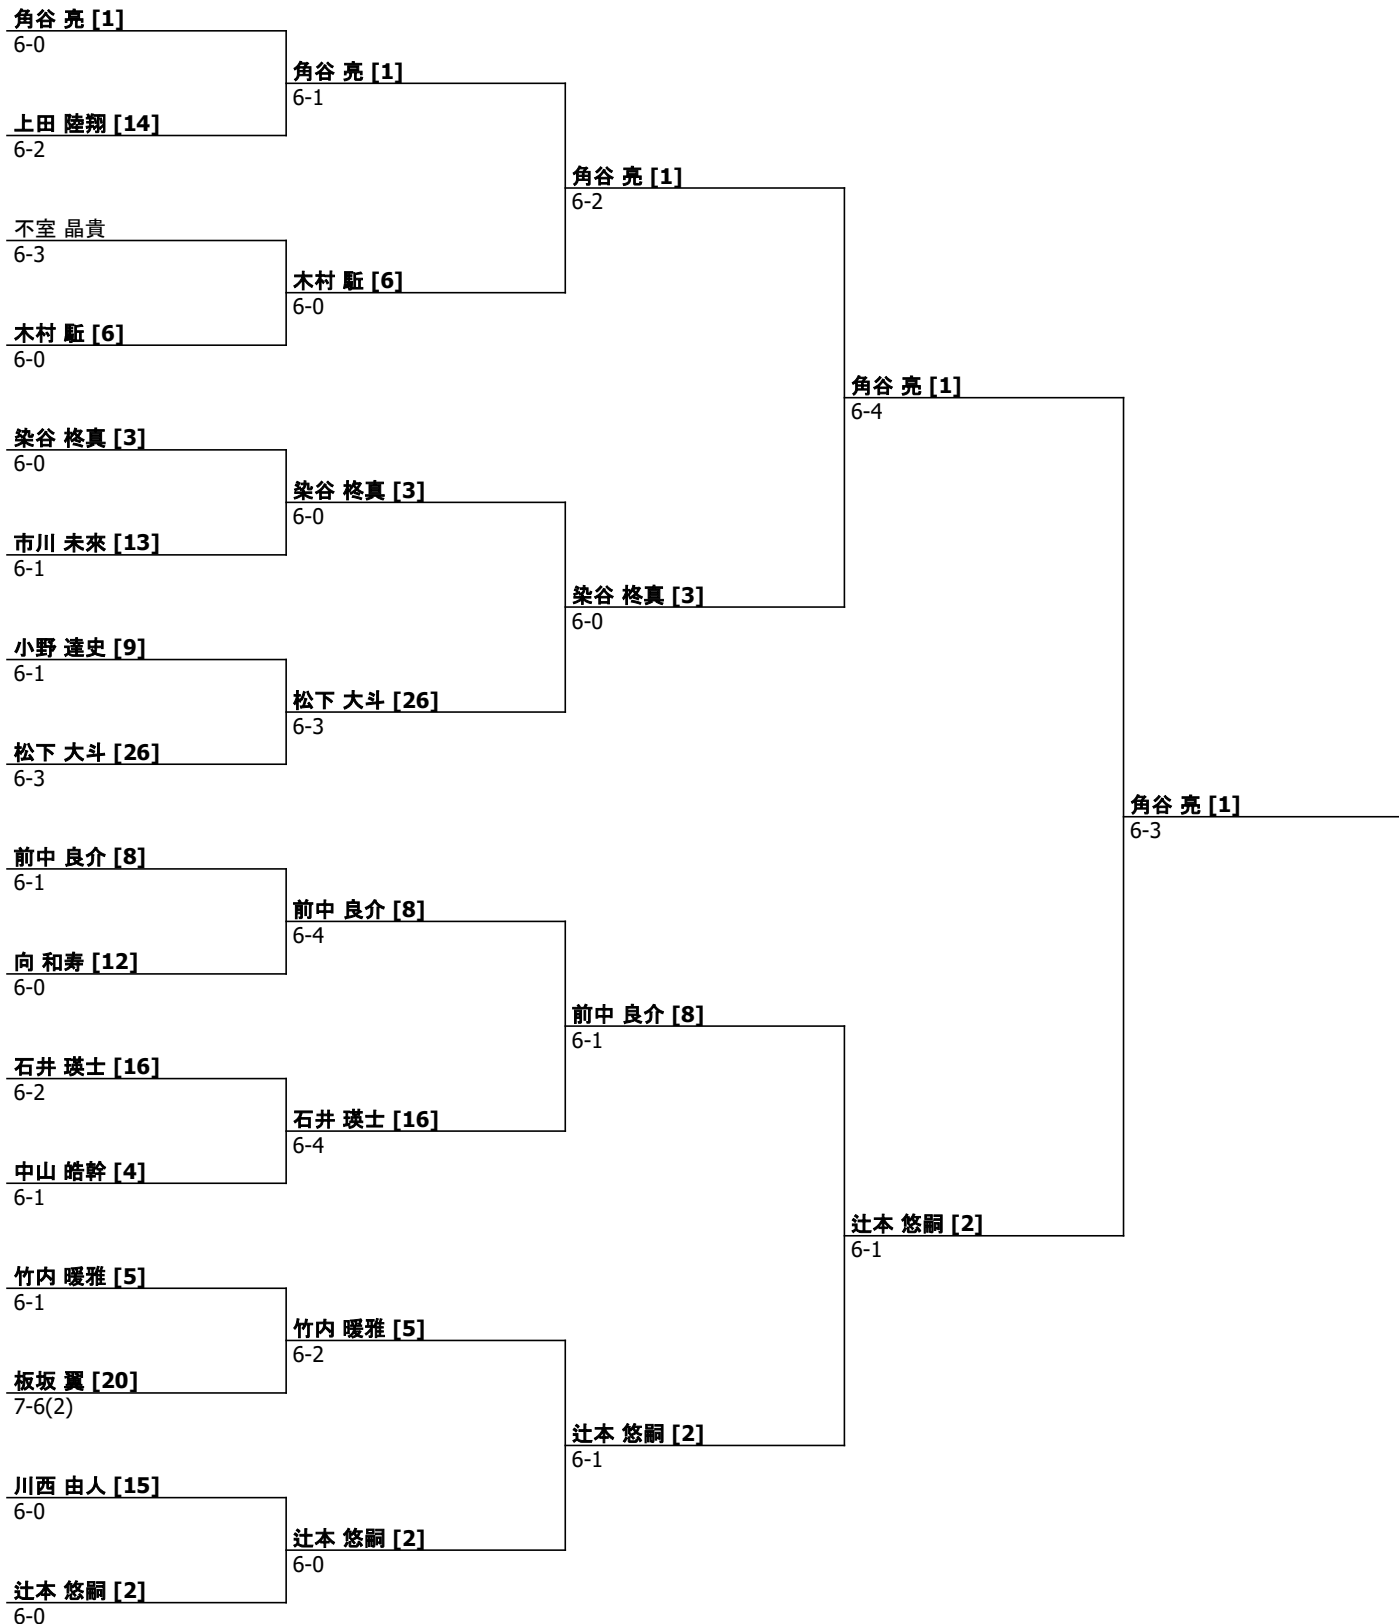 角谷 亮 [1]
6-0
角谷 亮 [1]
6-1
上田 陸翔 [14]
6-2
角谷 亮 [1]
6-2
不室 晶貴
6-3
木村 駈 [6]
6-0
木村 駈 [6]
6-0
角谷 亮 [1]
6-4
染谷 柊真 [3]
6-0
染谷 柊真 [3]
6-0
市川 未來 [13]
6-1
染谷 柊真 [3]
6-0
小野 達史 [9]
6-1
松下 大斗 [26]
6-3
松下 大斗 [26]
6-3
角谷 亮 [1]
6-3
前中 良介 [8]
6-1
前中 良介 [8]
6-4
向 和寿 [12]
6-0
前中 良介 [8]
6-1
石井 瑛士 [16]
6-2
石井 瑛士 [16]
6-4
中山 皓幹 [4]
6-1
辻本 悠嗣 [2]
6-1
竹内 暖雅 [5]
6-1
竹内 暖雅 [5]
6-2
板坂 翼 [20]
7-6(2)
辻本 悠嗣 [2]
6-1
川西 由人 [15]
6-0
辻本 悠嗣 [2]
6-0
辻本 悠嗣 [2]
6-0